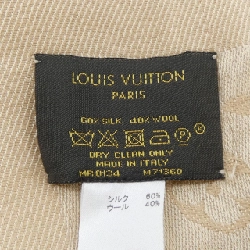 LOUIS VUITTON
PARIS
60% SILK 40% WOOL
DRY CLEAN ONLY
MADE IN ITALY
MR0134 M71360
シルク 60%
ウール 40%